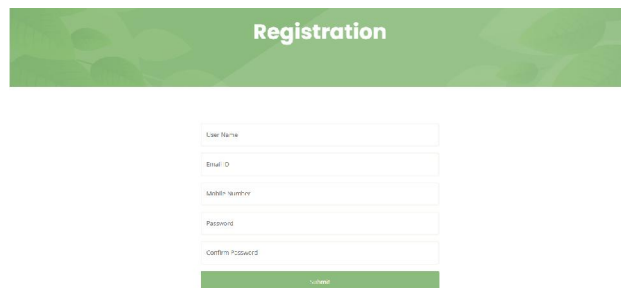 Registration
User Name
Email ID
Mobile Number
Password
Confirm Password
Submit